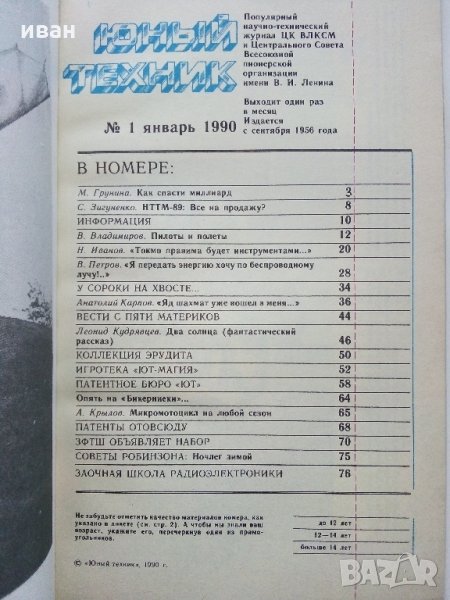 иван
ЮНЫЙ
ТЕХНИК
Популярный
научно-технический
журнал ЦК ВЛКСМ
и Центрального Совета
Всесоюзной
пионерской
организации
имени В. И. Ленина
Выходит один раз
в месяц
Издается
с сентября 1956 года
№ 1 январь 1990
В НОМЕРЕ:
М. Грунина. Как спасти миллиард 3
С. Зигуненко. НТТМ-89: Все на продажу? 8
ИНФОРМАЦИЯ 10
В. Владимиров. Пилоты и полеты 12
Н. Иванов. «Токмо правима будет инструментами...» 20
В. Петров. «Я передать энергию хочу по беспроводному
лучу!..» 28
У СОРОКИ НА ХВОСТЕ... 34
Анатолий Карпов. «Яд шахмат уже вошел в меня...» 36
ВЕСТИ С ПЯТИ МАТЕРИКОВ 44
Леонид Кудрявцев. Два солнца (фантастический
рассказ) 46
КОЛЛЕКЦИЯ ЭРУДИТА 50
ИГРОТЕКА «ЮТ-МАГИЯ» 52
ПАТЕНТНОЕ БЮРО «ЮТ» 58
Опять на «Бикерниеки»... 64
А. Крылов. Микромотоцикл на любой сезон 65
ПАТЕНТЫ ОТОВСЮДУ 68
ЗФТШ ОБЪЯВЛЯЕТ НАБОР 70
СОВЕТЫ РОБИНЗОНА: Ночлег зимой 75
ЗАОЧНАЯ ШКОЛА РАДИОЭЛЕКТРОНИКИ 76
Не забудьте отметить качество материалов номера, как
указано в анкете (см. стр. 2). А чтобы мы знали ваш
возраст, укажите его, перечеркнув один из прямо-
угольников.
до 12 лет
12—14 лет
больше 14 лет
© «Юный техник», 1990 г.
BAZAR